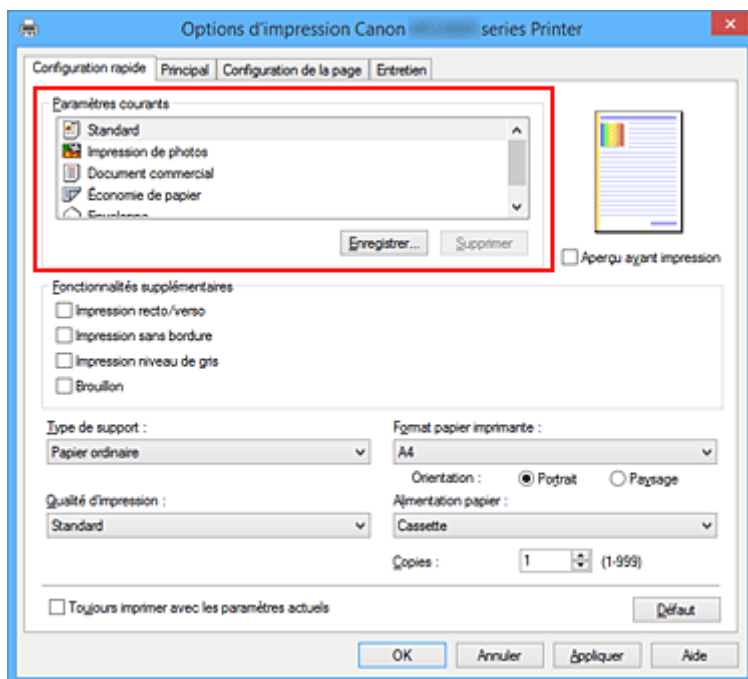 Options d'impression Canon series Printer
Configuration rapide Principal Configuration de la page Entretien
Paramètres courants
Standard
Impression de photos
Document commercial
Économie de papier
Enregistrer... Supprimer
Aperçu avant impression
Fonctionnalités supplémentaires
Impression recto/verso
Impression sans bordure
Impression niveau de gris
Brouillon
Type de support :
Papier ordinaire
Format papier imprimante :
A4
Orientation : Portrait Paysage
Qualité d'impression :
Standard
Alimentation papier :
Cassette
Copies : 1 (1-999)
Toujours imprimer avec les paramètres actuels
Défaut
OK Annuler Appliquer Aide